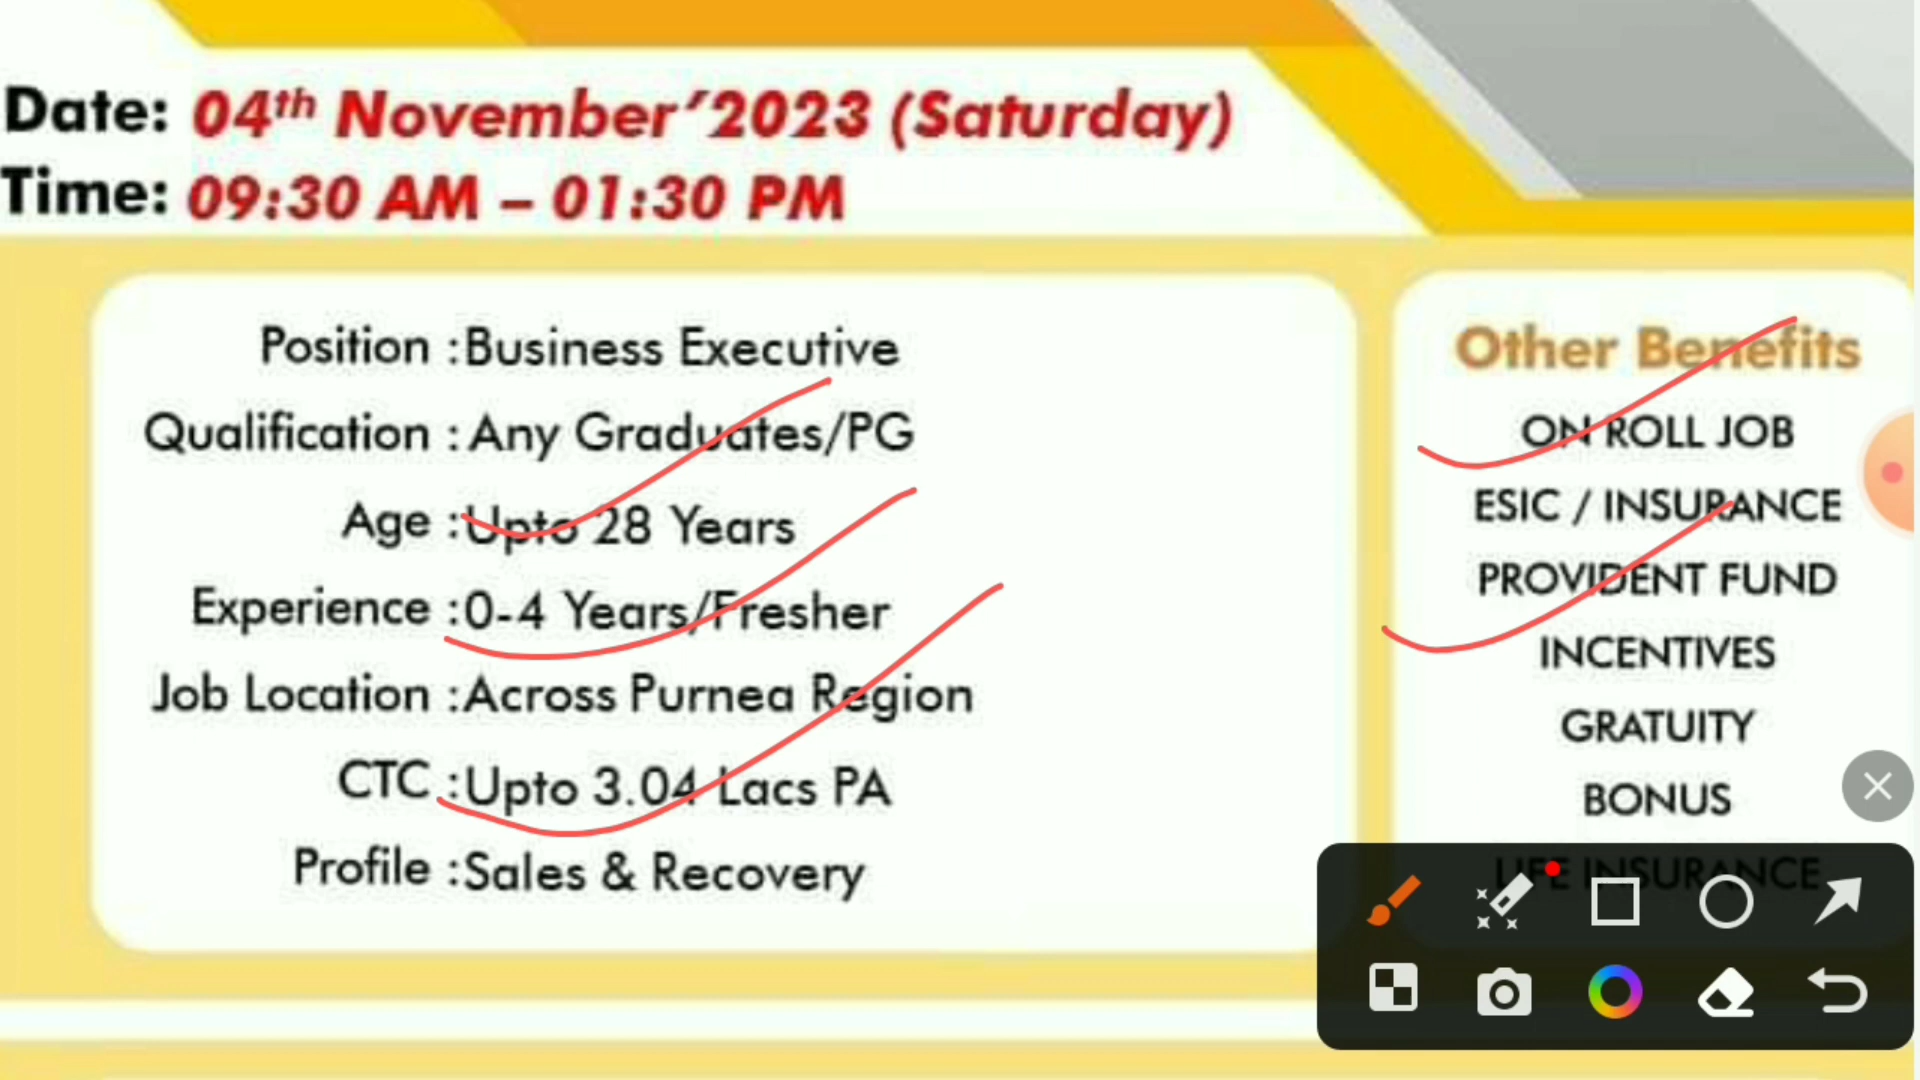 Date: 04th November'2023 (Saturday)
Time: 09:30 AM – 01:30 PM
Position : Business Executive
Qualification : Any Graduates/PG
Age : Upto 28 Years
Experience : 0-4 Years/Fresher
Job Location : Across Purnea Region
CTC : Upto 3.04 Lacs PA
Profile : Sales & Recovery
Other Benefits
ON ROLL JOB
ESIC / INSURANCE
PROVIDENT FUND
INCENTIVES
GRATUITY
BONUS
LIFE INSURANCE